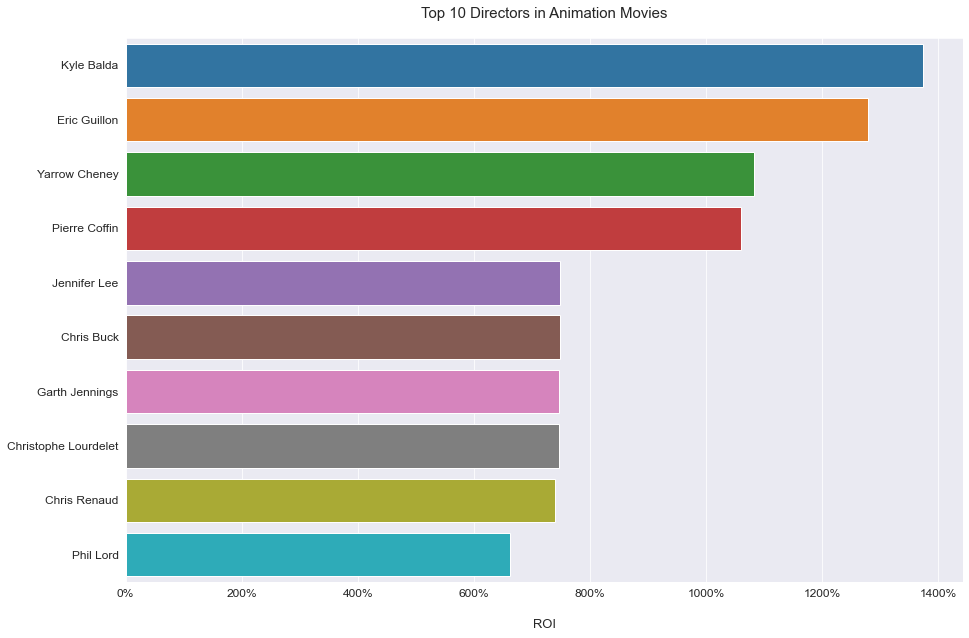 Top 10 Directors in Animation Movies
Kyle Balda
Eric Guillon
Yarrow Cheney
Pierre Coffin
Jennifer Lee
Chris Buck
Garth Jennings
Christophe Lourdelet
Chris Renaud
Phil Lord
0% 200% 400% 600% 800% 1000% 1200% 1400%
ROI